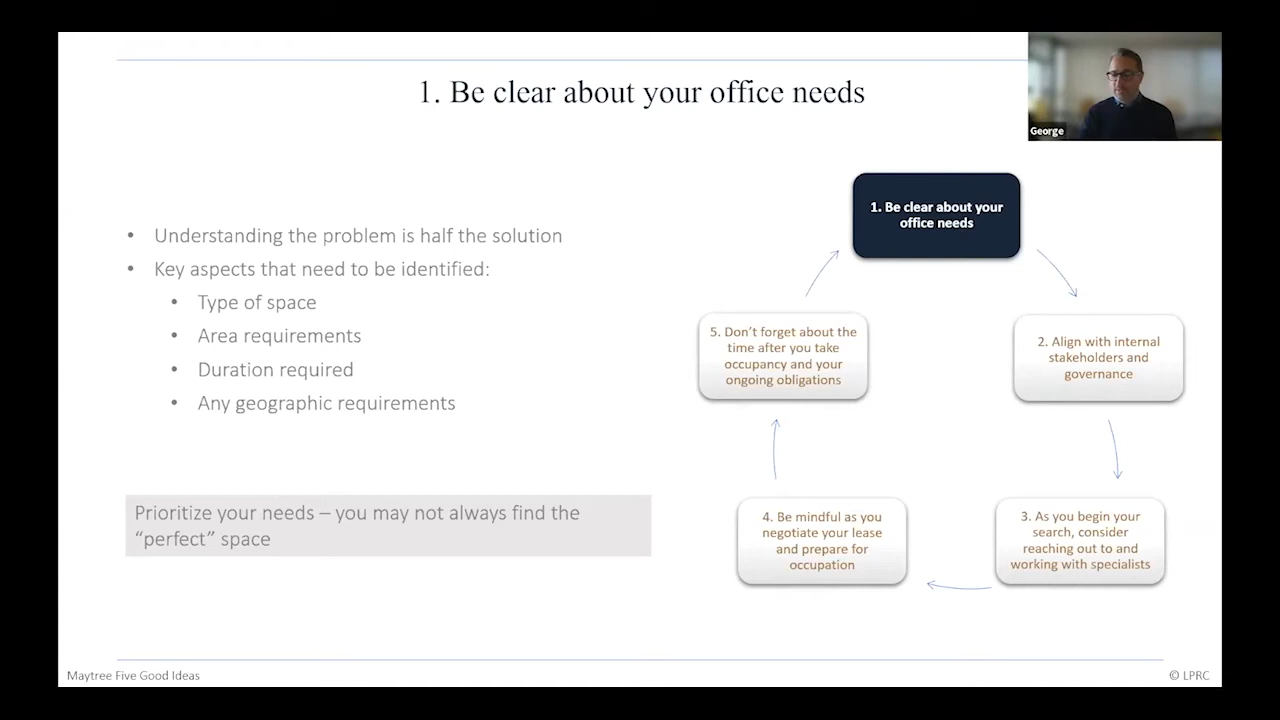 1. Be clear about your office needs
George
• Understanding the problem is half the solution
• Key aspects that need to be identified:
• Type of space
• Area requirements
• Duration required
• Any geographic requirements
Prioritize your needs – you may not always find the
“perfect” space
1. Be clear about your
office needs
2. Align with internal
stakeholders and
governance
3. As you begin your
search, consider
reaching out to and
working with specialists
4. Be mindful as you
negotiate your lease
and prepare for
occupation
5. Don’t forget about the
time after you take
occupancy and your
ongoing obligations
Maytree Five Good Ideas
© LPRC